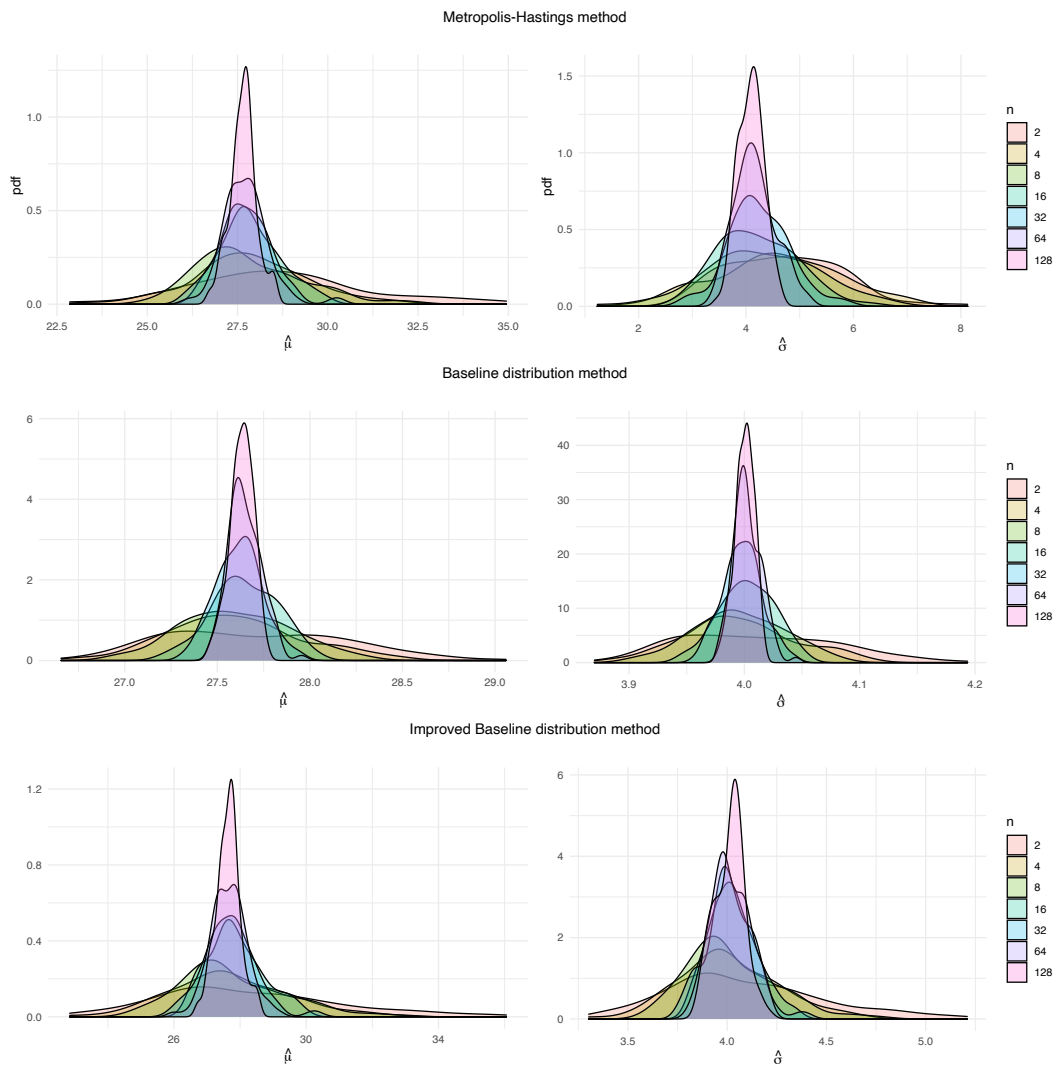 Metropolis-Hastings method
pdf
1.0
0.5
0.0
22.5 25.0 27.5 30.0 32.5 35.0
μ̂
pdf
1.5
1.0
0.5
0.0
2 4 6 8
σ̂
n
2
4
8
16
32
64
128
Baseline distribution method
6
4
2
0
27.0 27.5 28.0 28.5 29.0
μ̂
40
30
20
10
0
3.9 4.0 4.1 4.2
σ̂
n
2
4
8
16
32
64
128
Improved Baseline distribution method
1.2
0.8
0.4
0.0
26 30 34
μ̂
6
4
2
0
3.5 4.0 4.5 5.0
σ̂
n
2
4
8
16
32
64
128